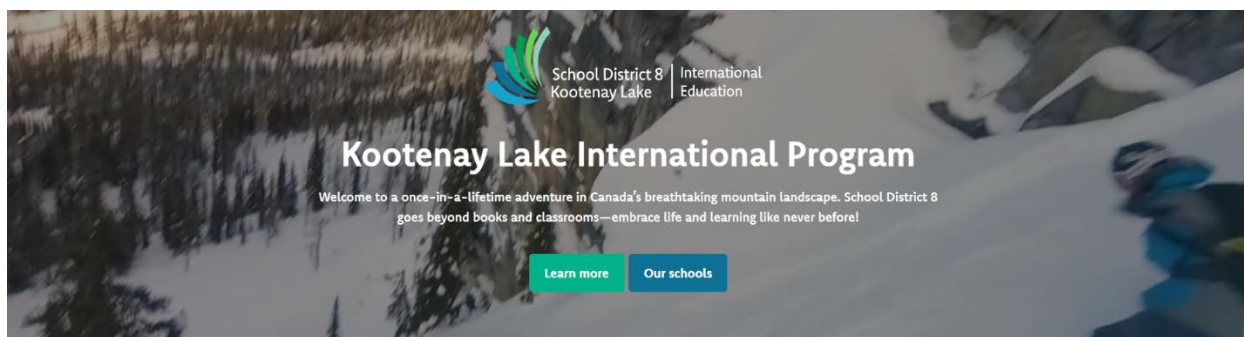 School District 8
Kootenay Lake
International
Education
Kootenay Lake International Program
Welcome to a once-in-a-lifetime adventure in Canada’s breathtaking mountain landscape. School District 8
goes beyond books and classrooms—embrace life and learning like never before!
Learn more
Our schools